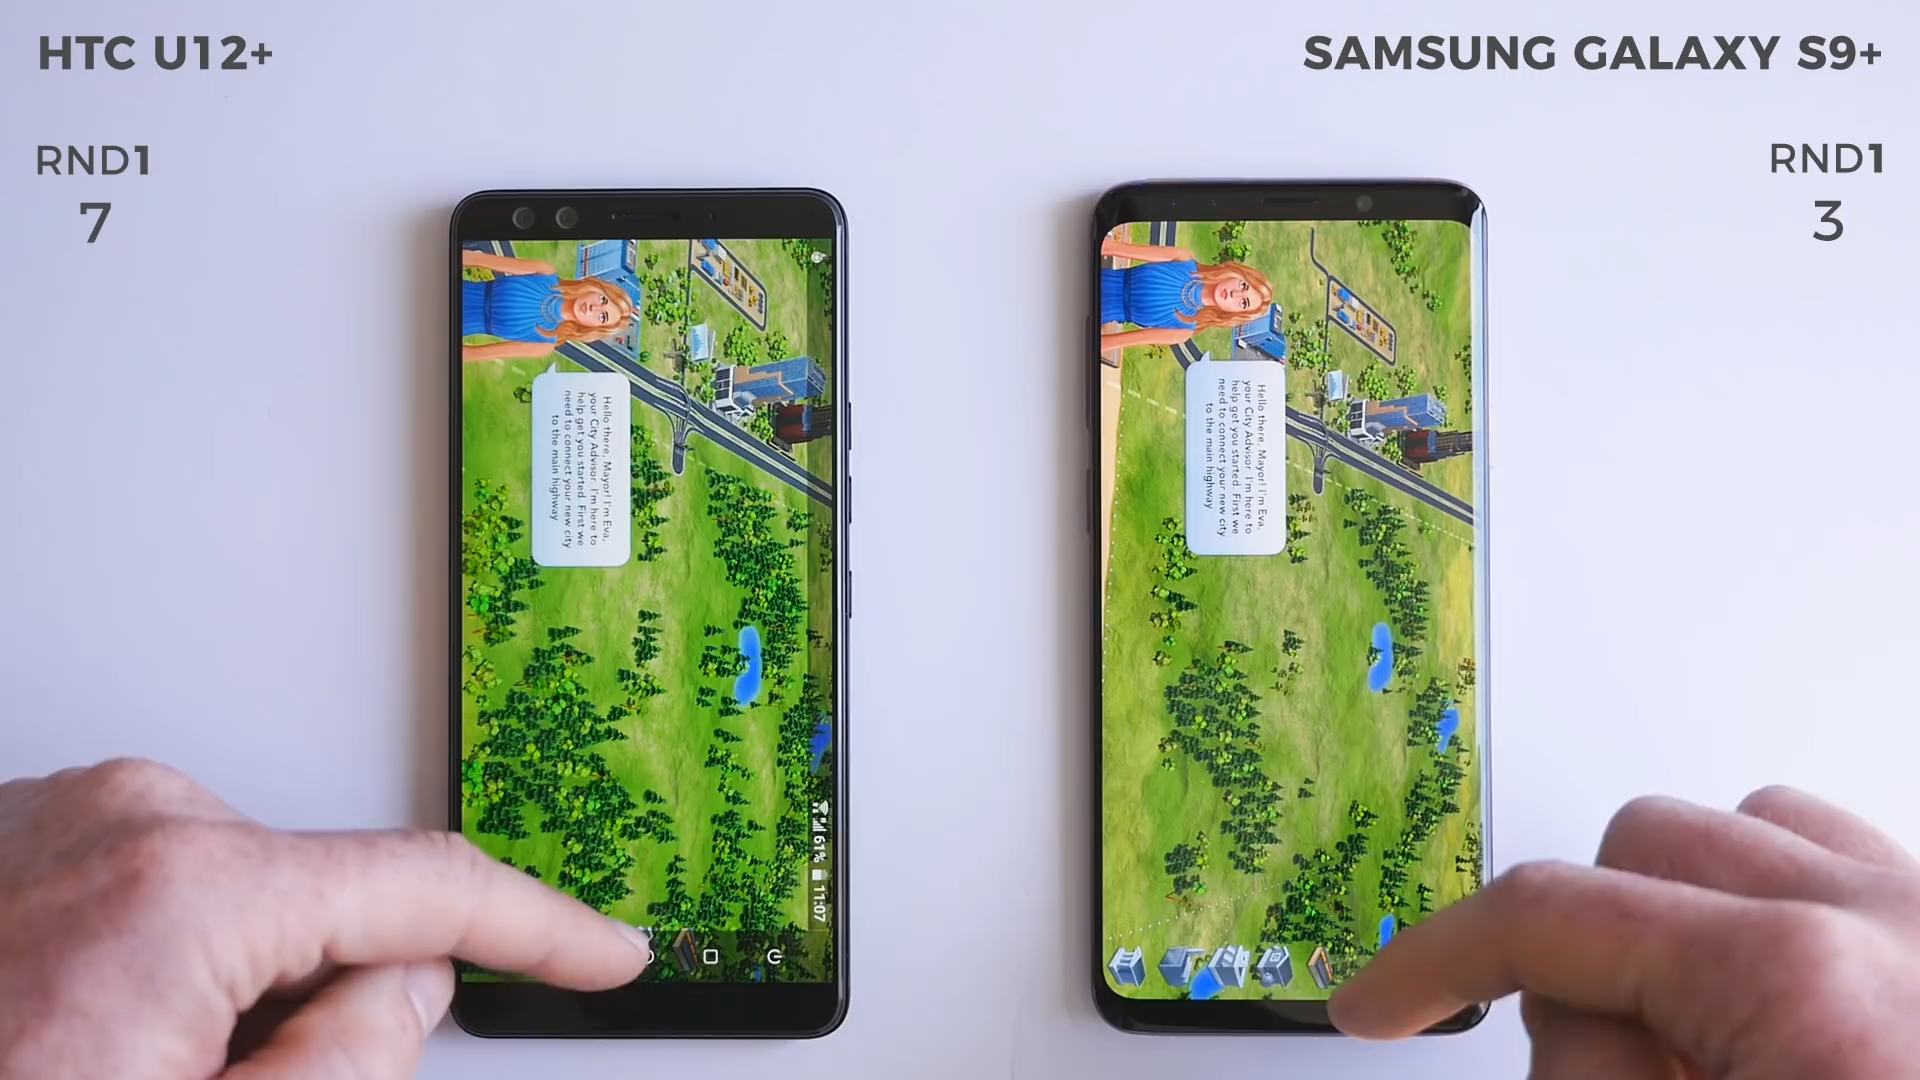 HTC U12+
SAMSUNG GALAXY S9+
RND1
7
RND1
3
Hello there, Mayor! I'm Eva,
your City Advisor. I'm here to
help get you started. First we
need to connect your new city
to the main highway.
61% 11:07
Hello there, Mayor! I'm Eva,
your City Advisor. I'm here to
help get you started. First we
need to connect your new city
to the main highway.